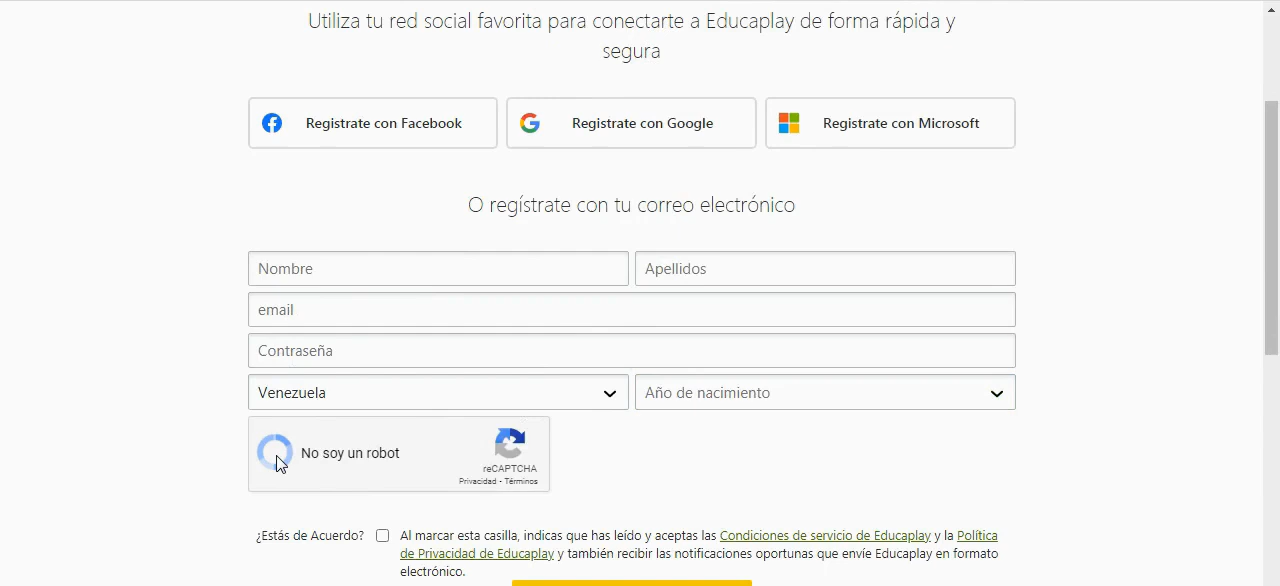 Utiliza tu red social favorita para conectarte a Educaplay de forma rápida y
segura
Registrate con Facebook
Registrate con Google
Registrate con Microsoft
O regístrate con tu correo electrónico
Nombre
Apellidos
email
Contraseña
Venezuela
Año de nacimiento
No soy un robot
reCAPTCHA
Privacidad - Términos
¿Estás de Acuerdo?
Al marcar esta casilla, indicas que has leído y aceptas las Condiciones de servicio de Educaplay y la Política
de Privacidad de Educaplay y también recibir las notificaciones oportunas que envíe Educaplay en formato
electrónico.